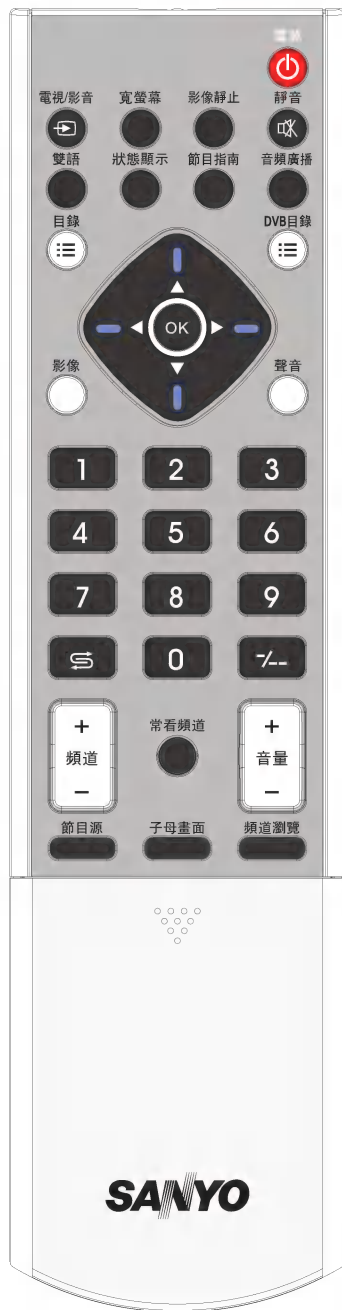 電視/影音 寬螢幕 影像靜止 靜音
雙語 狀態顯示 節目指南 音頻廣播
目錄 DVB目錄
OK
影像 聲音
1 2 3
4 5 6
7 8 9
0 -/--
+ 常看頻道 +
頻道 音量
− −
節目源 子母畫面 頻道瀏覽
SANYO